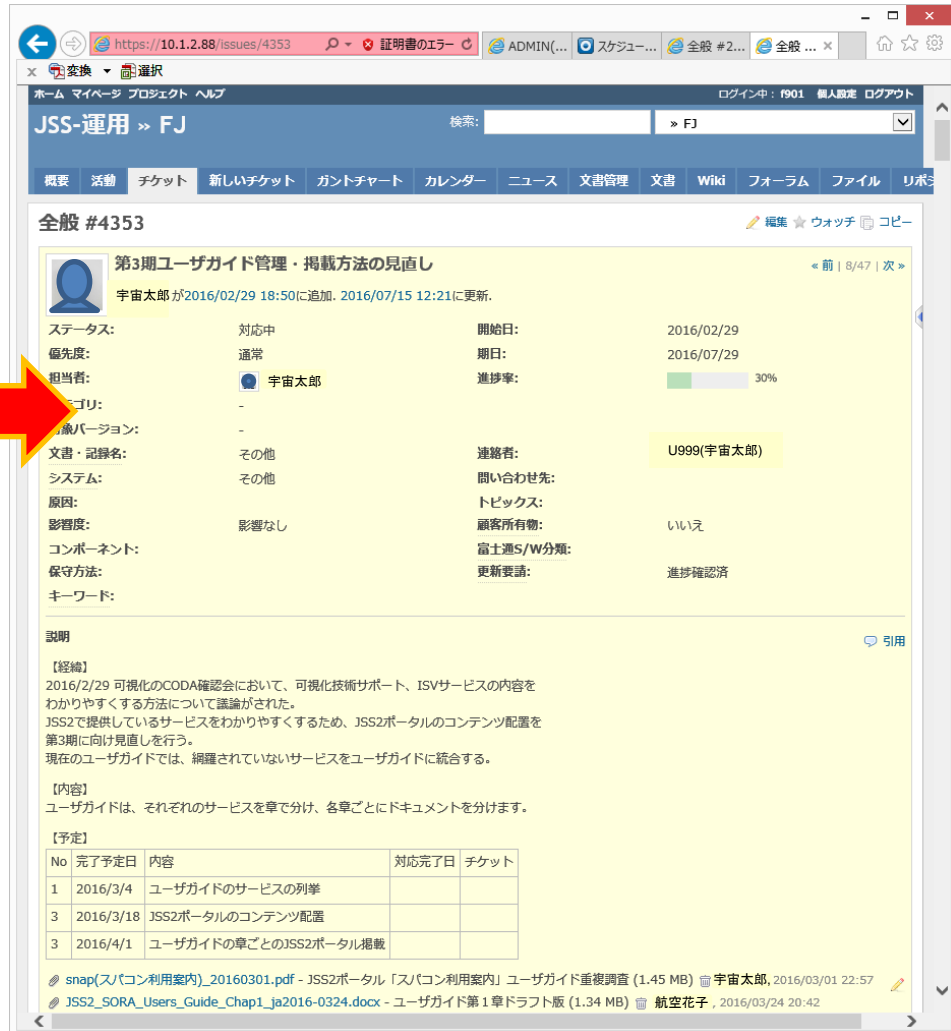 https://10.1.2.88/issues/4353 証明書のエラー ADMIN(... スケジュー... 全般 #2... 全般 ...
x 変換 選択
ホーム マイページ プロジェクト ヘルプ ログイン中 : f901 個人設定 ログアウト
JSS-運用 » FJ 検索: » FJ
概要 活動 チケット 新しいチケット ガントチャート カレンダー ニュース 文書管理 文書 Wiki フォーラム ファイル
全般 #4353 編集 ウォッチ コピー
第3期ユーザガイド管理・掲載方法の見直し « 前 | 8/47 | 次 »
宇宙太郎 が2016/02/29 18:50に追加. 2016/07/15 12:21に更新.
ステータス: 対応中 開始日: 2016/02/29
優先度: 通常 期日: 2016/07/29
担当者: 宇宙太郎 進捗率: 30%
ゴリ: -
バージョン: -
文書・記録名: その他 連絡者: U999(宇宙太郎)
システム: その他 問い合わせ先:
原因: トピックス:
影響度: 影響なし 顧客所有物: いいえ
コンポーネント: 富士通S/W分類:
保守方法: 更新要請: 進捗確認済
キーワード:
説明 引用
【経緯】
2016/2/29 可視化のCODA確認会において、可視化技術サポート、ISVサービスの内容を
わかりやすくする方法について議論がされた。
JSS2で提供しているサービスをわかりやすくするため、JSS2ポータルのコンテンツ配置を
第3期に向け見直しを行う。
現在のユーザガイドでは、網羅されていないサービスをユーザガイドに統合する。
【内容】
ユーザガイドは、それぞれのサービスを章で分け、各章ごとにドキュメントを分けます。
【予定】
No 完了予定日 内容 対応完了日 チケット
1 2016/3/4 ユーザガイドのサービスの列挙
3 2016/3/18 JSS2ポータルのコンテンツ配置
3 2016/4/1 ユーザガイドの章ごとのJSS2ポータル掲載
snap(スパコン利用案内)_20160301.pdf - JSS2ポータル「スパコン利用案内」ユーザガイド重複調査 (1.45 MB) 宇宙太郎, 2016/03/01 22:57
JSS2_SORA_Users_Guide_Chap1_ja2016-0324.docx - ユーザガイド第1章ドラフト版 (1.34 MB) 航空花子 , 2016/03/24 20:42